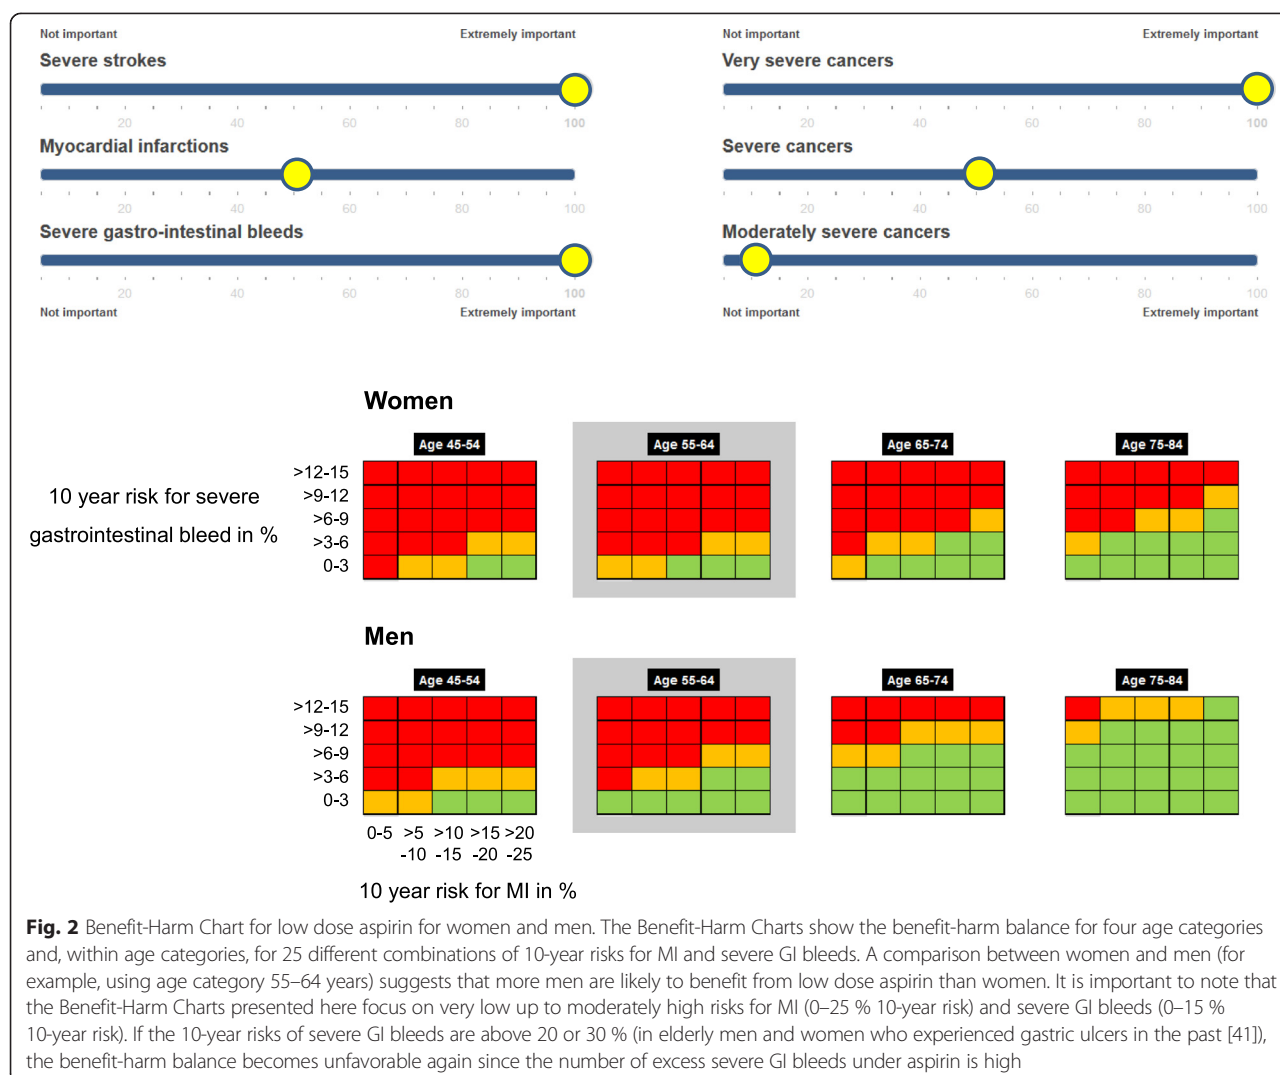 Not important Extremely important
Severe strokes
20 40 60 80 100
Myocardial infarctions
20 40 60 80 100
Severe gastro-intestinal bleeds
20 40 60 80 100
Not important Extremely important
Not important Extremely important
Very severe cancers
20 40 60 80 100
Severe cancers
20 40 60 80 100
Moderately severe cancers
20 40 60 80 100
Not important Extremely important
Women
Age 45-54 Age 55-64 Age 65-74 Age 75-84
10 year risk for severe
gastrointestinal bleed in %
>12-15
>9-12
>6-9
>3-6
0-3
Men
Age 45-54 Age 55-64 Age 65-74 Age 75-84
>12-15
>9-12
>6-9
>3-6
0-3
0-5 >5 >10 >15 >20
-10 -15 -20 -25
10 year risk for MI in %
Fig. 2 Benefit-Harm Chart for low dose aspirin for women and men. The Benefit-Harm Charts show the benefit-harm balance for four age categories
and, within age categories, for 25 different combinations of 10-year risks for MI and severe GI bleeds. A comparison between women and men (for
example, using age category 55–64 years) suggests that more men are likely to benefit from low dose aspirin than women. It is important to note that
the Benefit-Harm Charts presented here focus on very low up to moderately high risks for MI (0–25 % 10-year risk) and severe GI bleeds (0–15 %
10-year risk). If the 10-year risks of severe GI bleeds are above 20 or 30 % (in elderly men and women who experienced gastric ulcers in the past [41]),
the benefit-harm balance becomes unfavorable again since the number of excess severe GI bleeds under aspirin is high